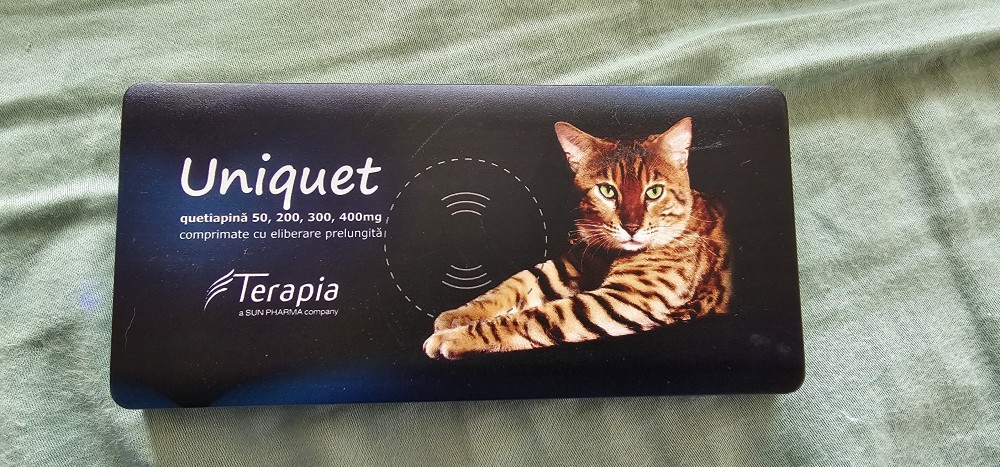 Uniquet
quetiapină 50, 200, 300, 400mg
comprimate cu eliberare prelungită
Terapia
a SUN PHARMA company